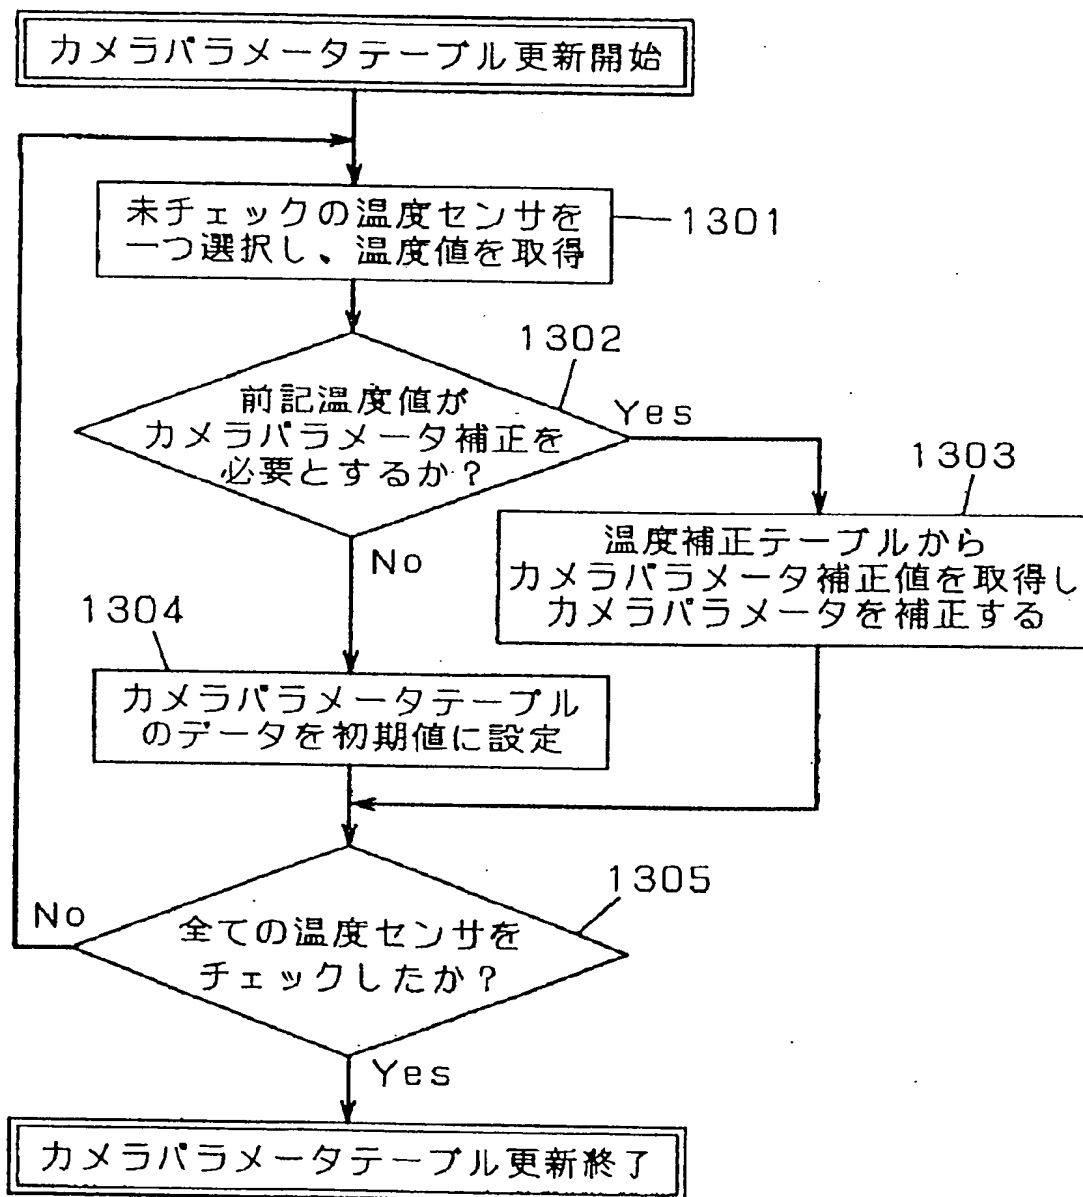 カメラパラメータテーブル更新開始
未チェックの温度センサを
一つ選択し、温度値を取得
1301
1302
前記温度値が
カメラパラメータ補正を
必要とするか？
Yes
No
1303
温度補正テーブルから
カメラパラメータ補正値を取得し
カメラパラメータを補正する
1304
カメラパラメータテーブル
のデータを初期値に設定
1305
No
全ての温度センサを
チェックしたか？
Yes
カメラパラメータテーブル更新終了